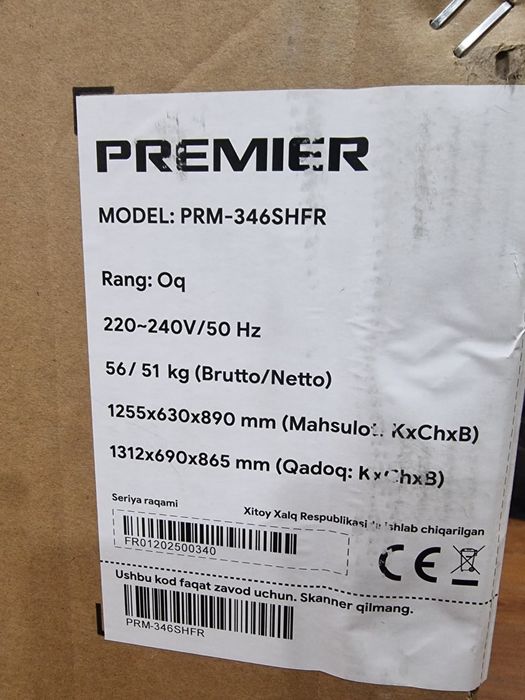 PREMIER
MODEL: PRM-346SHFR
Rang: Oq
220~240V/50 Hz
56/ 51 kg (Brutto/Netto)
1255x630x890 mm (Mahsulot: KxChxB)
1312x690x865 mm (Qadoq: KxChxB)
Seriya raqami
Xitoy Xalq Respublikasi ishlab chiqarilgan
FR01202500340
CE
Ushbu kod faqat zavod uchun. Skanner qilmang.
PRM-346SHFR